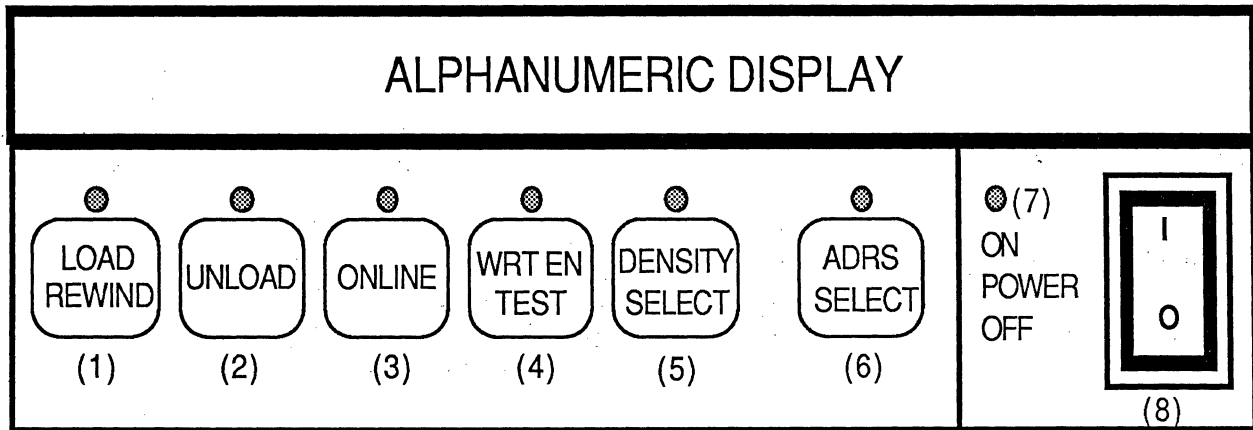 ALPHANUMERIC DISPLAY
LOAD
REWIND
(1)
UNLOAD
(2)
ONLINE
(3)
WRT EN
TEST
(4)
DENSITY
SELECT
(5)
ADRS
SELECT
(6)
(7)
ON
POWER
OFF
I
O
(8)